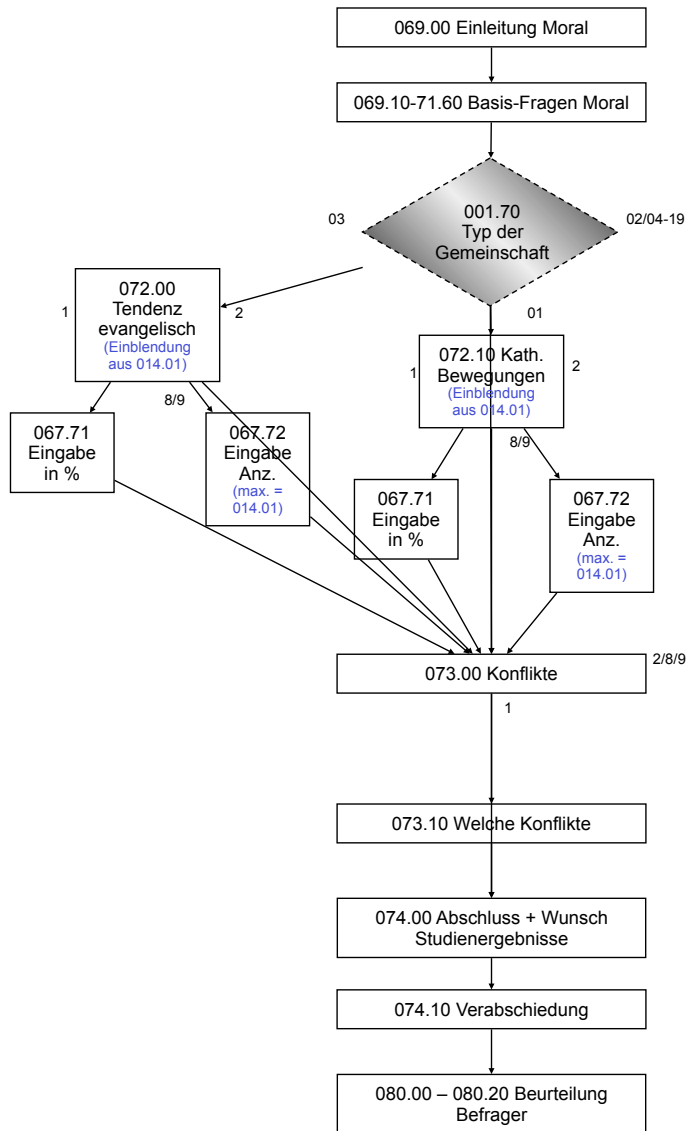 069.00 Einleitung Moral
069.10-71.60 Basis-Fragen Moral
03
001.70
Typ der
Gemeinschaft
02/04-19
1
072.00
Tendenz
evangelisch
(Einblendung
aus 014.01)
2
01
1
072.10 Kath.
Bewegungen
(Einblendung
aus 014.01)
2
8/9
067.71
Eingabe
in %
067.72
Eingabe
Anz.
(max. =
014.01)
8/9
067.71
Eingabe
in %
067.72
Eingabe
Anz.
(max. =
014.01)
073.00 Konflikte
2/8/9
1
073.10 Welche Konflikte
074.00 Abschluss + Wunsch
Studienergebnisse
074.10 Verabschiedung
080.00 – 080.20 Beurteilung
Befrager